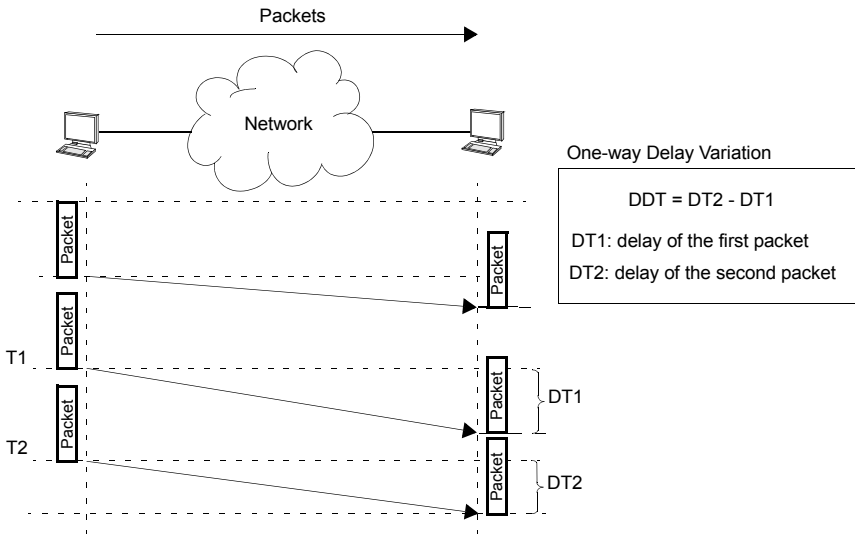 Packets
Network
One-way Delay Variation
DDT = DT2 - DT1
DT1: delay of the first packet
DT2: delay of the second packet
Packet
Packet
Packet
T1
Packet
DT1
Packet
T2
Packet
DT2